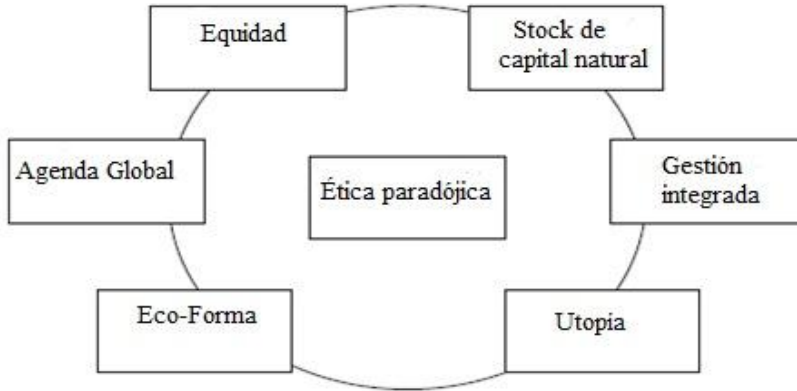 Equidad
Stock de
capital natural
Agenda Global
Ética paradójica
Gestión
integrada
Eco-Forma
Utopía